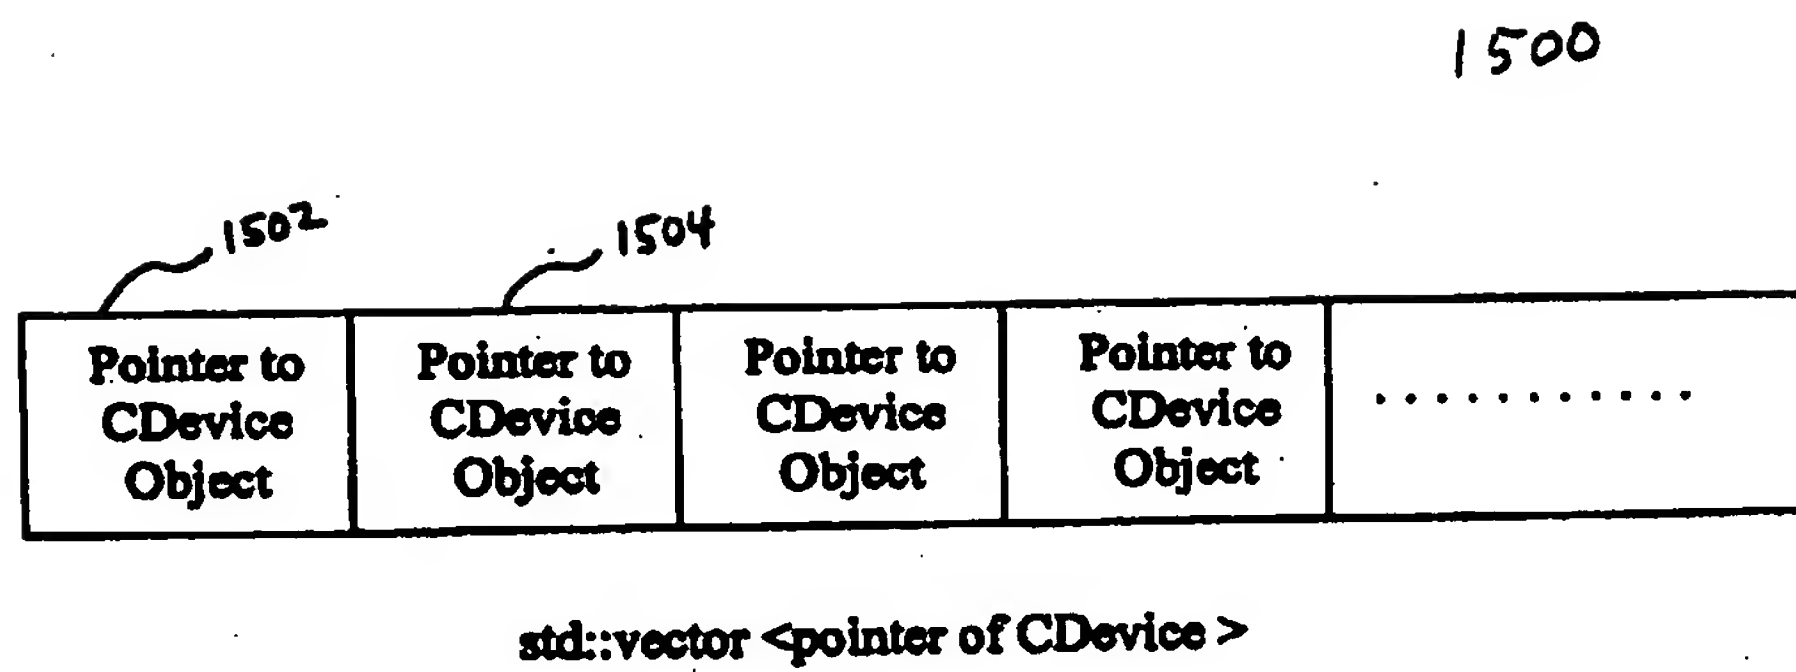 1500
1502
1504
Pointer to
CDevice
Object
Pointer to
CDevice
Object
Pointer to
CDevice
Object
Pointer to
CDevice
Object
...........
std::vector <pointer of CDevice >